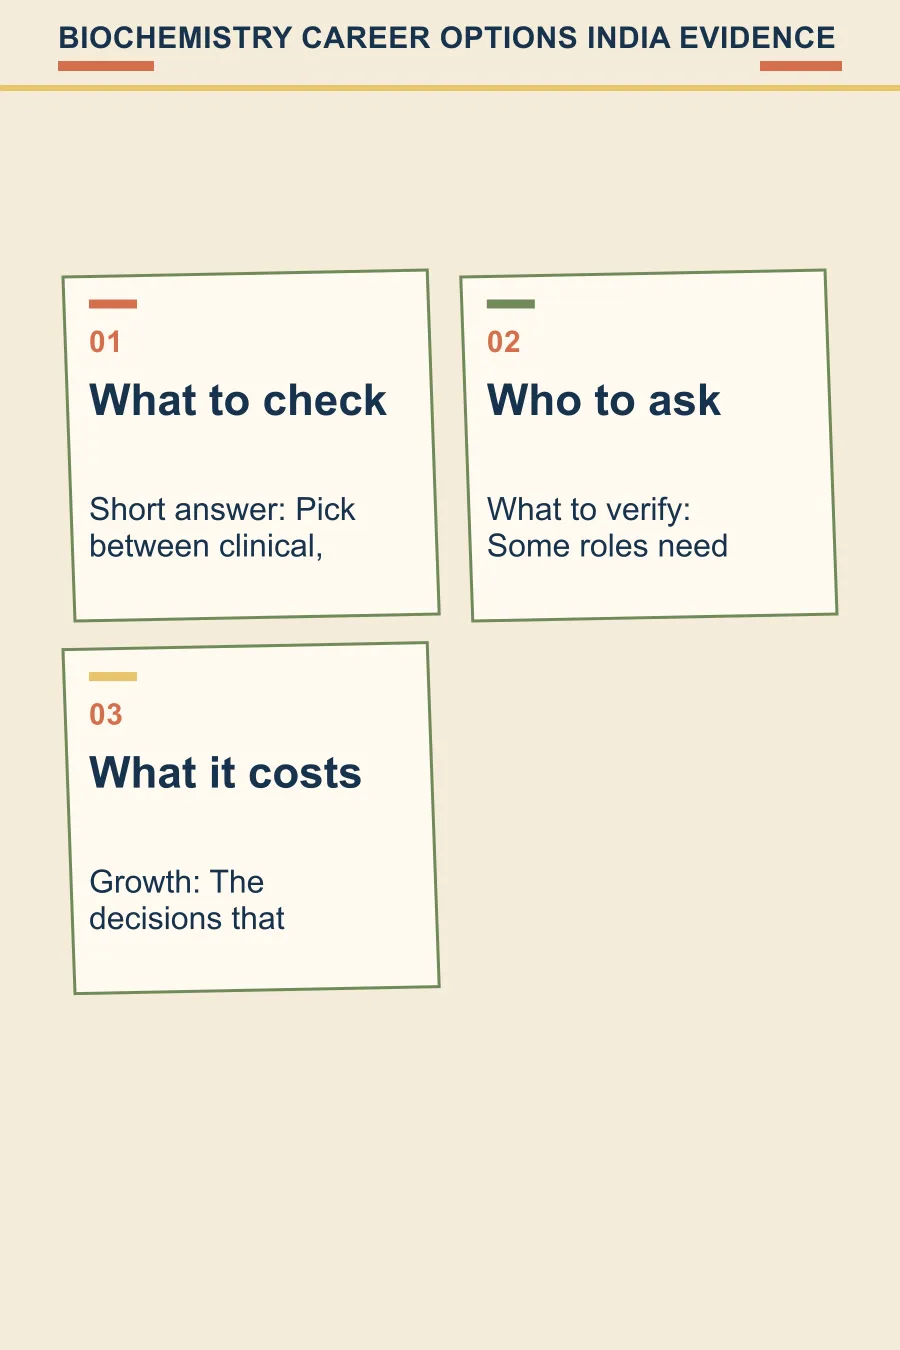 BIOCHEMISTRY CAREER OPTIONS INDIA EVIDENCE
01
What to check
Short answer: Pick
between clinical,
02
Who to ask
What to verify:
Some roles need
03
What it costs
Growth: The
decisions that